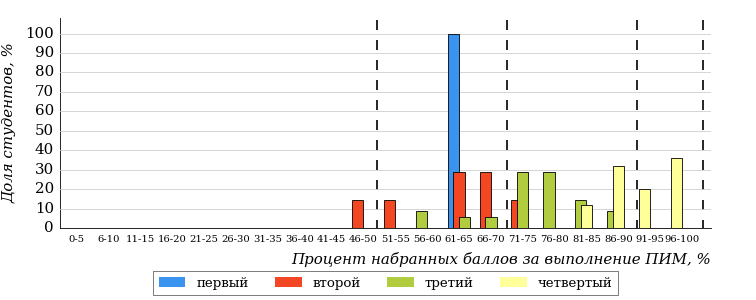 Доля студентов, %
100
90
80
70
60
50
40
30
20
10
0
0-5 6-10 11-15 16-20 21-25 26-30 31-35 36-40 41-45 46-50 51-55 56-60 61-65 66-70 71-75 76-80 81-85 86-90 91-95 96-100
Процент набранных баллов за выполнение ПИМ, %
первый второй третий четвертый